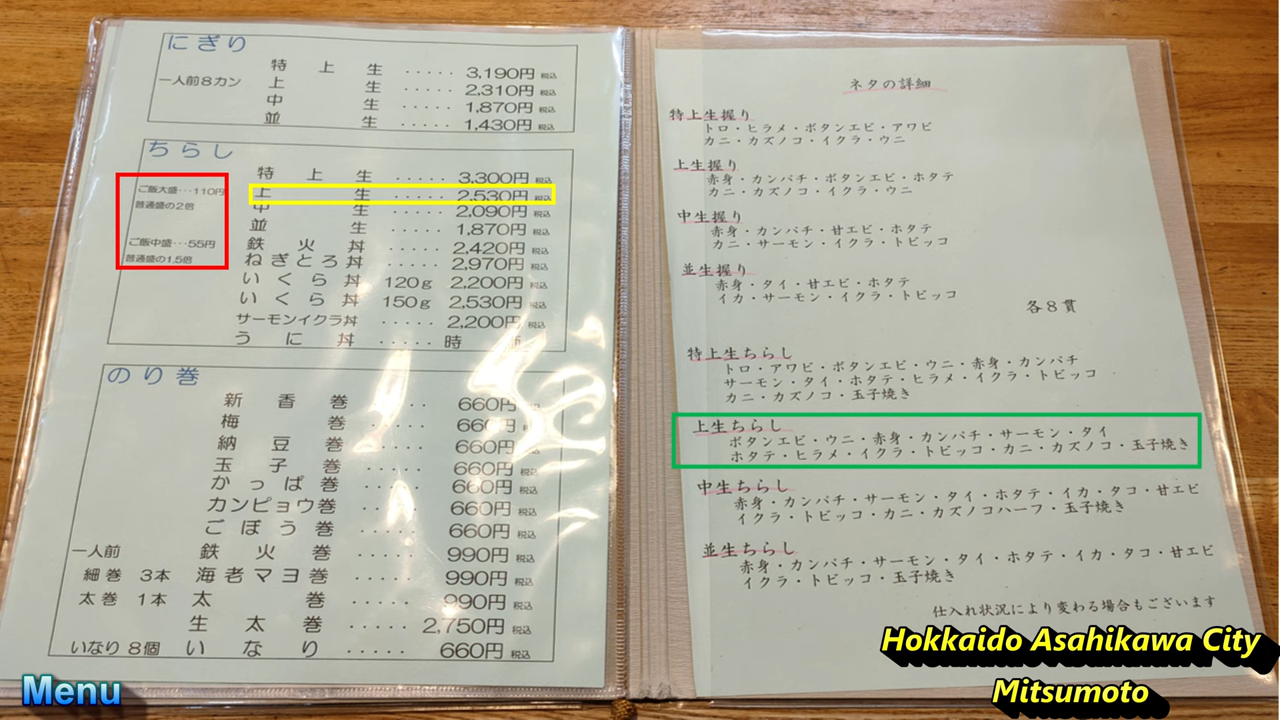 にぎり
特上生 ····· 3,190円 税込
一人前8カン 上生 ····· 2,310円 税込
中生 ····· 1,870円 税込
並生 ····· 1,430円 税込
ちらし
特上生 ····· 3,300円 税込
ご飯大盛···110円 上生 ····· 2,530円 税込
普通盛の2倍 中生 ····· 2,090円 税込
並生 ····· 1,870円 税込
ご飯中盛···55円 鉄火丼 ····· 2,420円 税込
普通盛の1.5倍 ねぎとろ丼 ····· 2,970円 税込
いくら丼 120g 2,200円 税込
いくら丼 150g 2,530円 税込
サーモンイクラ丼 ····· 2,200円 税込
うに丼 ····· 時
のり巻
新香巻 ·· 660円 税込
梅巻 660円 税込
納豆巻 660円 税込
玉子巻 660円 税込
かっぱ巻 660円 税込
カンピョウ巻 660円 税込
ごぼう巻 660円 税込
一人前 鉄火巻 ····· 990円 税込
細巻 3本 海老マヨ巻 ····· 990円 税込
太巻 1本 太巻 ····· 990円 税込
生太巻 ····· 2,750円 税込
いなり 8個 いなり ····· 660円 税込
ネタの詳細
特上生握り
トロ・ヒラメ・ボタンエビ・アワビ
カニ・カズノコ・イクラ・ウニ
上生握り
赤身・カンパチ・ボタンエビ・ホタテ
カニ・カズノコ・イクラ・ウニ
中生握り
赤身・カンパチ・甘エビ・ホタテ
カニ・サーモン・イクラ・トビッコ
並生握り
赤身・タイ・甘エビ・ホタテ
イカ・サーモン・イクラ・トビッコ
各8貫
特上生ちらし
トロ・アワビ・ボタンエビ・ウニ・赤身・カンパチ
サーモン・タイ・ホタテ・ヒラメ・イクラ・トビッコ
カニ・カズノコ・玉子焼き
上生ちらし
ボタンエビ・ウニ・赤身・カンパチ・サーモン・タイ
ホタテ・ヒラメ・イクラ・トビッコ・カニ・カズノコ・玉子焼き
中生ちらし
赤身・カンパチ・サーモン・タイ・ホタテ・イカ・タコ・甘エビ
イクラ・トビッコ・カニ・カズノコハーフ・玉子焼き
並生ちらし
赤身・カンパチ・サーモン・タイ・ホタテ・イカ・タコ・甘エビ
イクラ・トビッコ・玉子焼き
仕入れ状況により変わる場合もございます
Hokkaido Asahikawa City
Mitsumoto
Menu